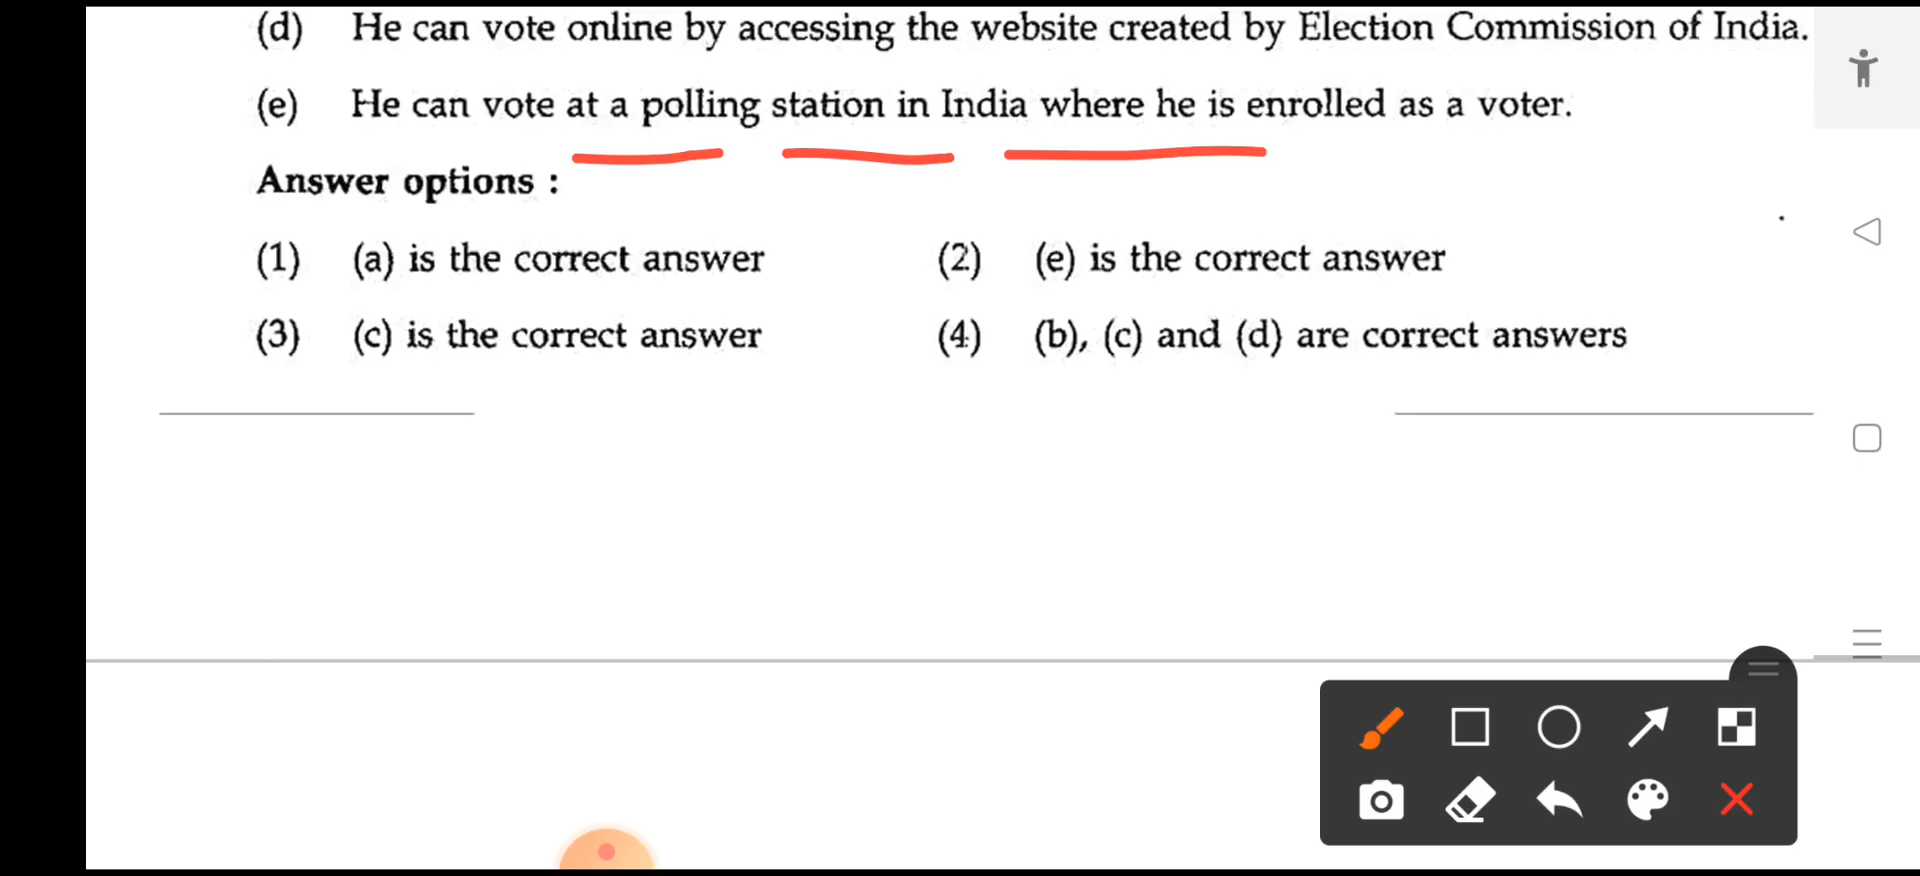 (d) He can vote online by accessing the website created by Election Commission of India.
(e) He can vote at a polling station in India where he is enrolled as a voter.
Answer options :
(1) (a) is the correct answer (2) (e) is the correct answer
(3) (c) is the correct answer (4) (b), (c) and (d) are correct answers